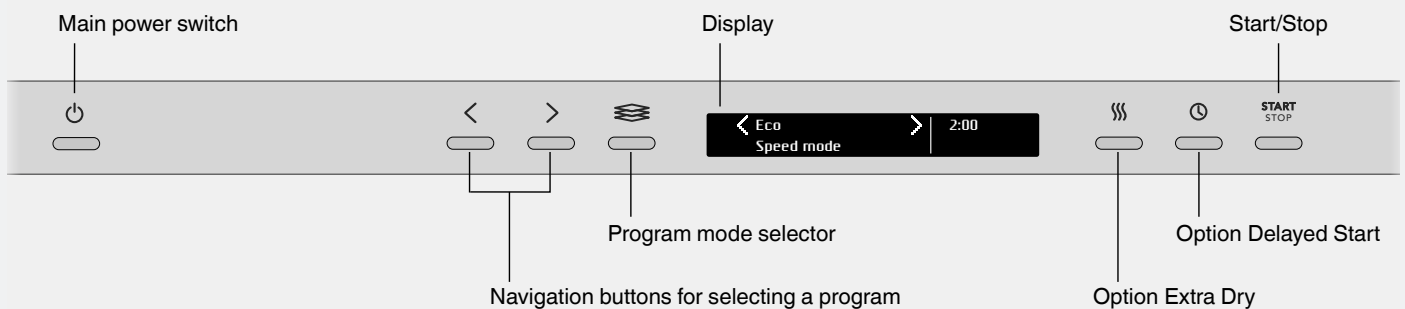 Main power switch
Display
Start/Stop
START
STOP
Eco
2:00
Speed mode
Program mode selector
Option Delayed Start
Navigation buttons for selecting a program
Option Extra Dry